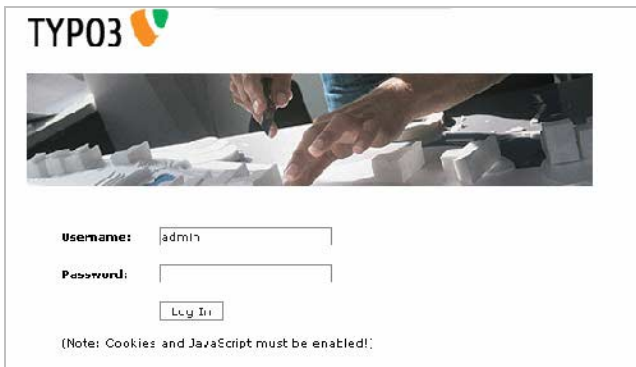 TYPO3
Username: admin
Password:
Log In
(Note: Cookies and JavaScript must be enabled!)